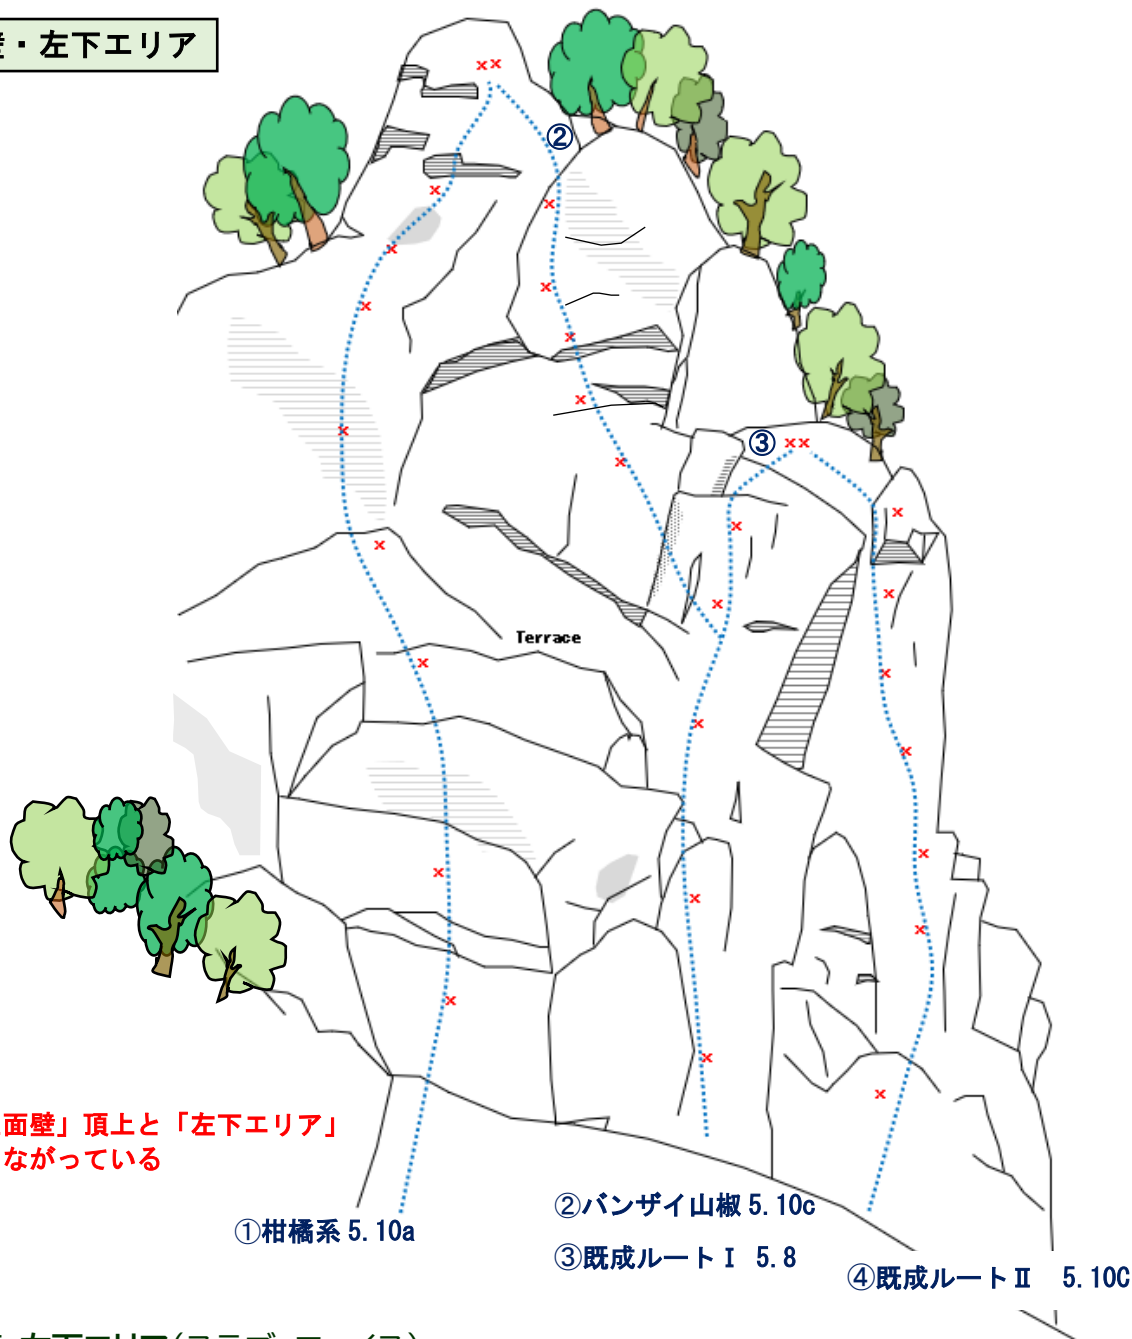 ・左下エリア
②
③
Terrace
面壁」頂上と「左下エリア」
ながっている
①柑橘系 5.10a
②バンザイ山椒 5.10c
③既成ルートⅠ 5.8
④既成ルートⅡ 5.10C